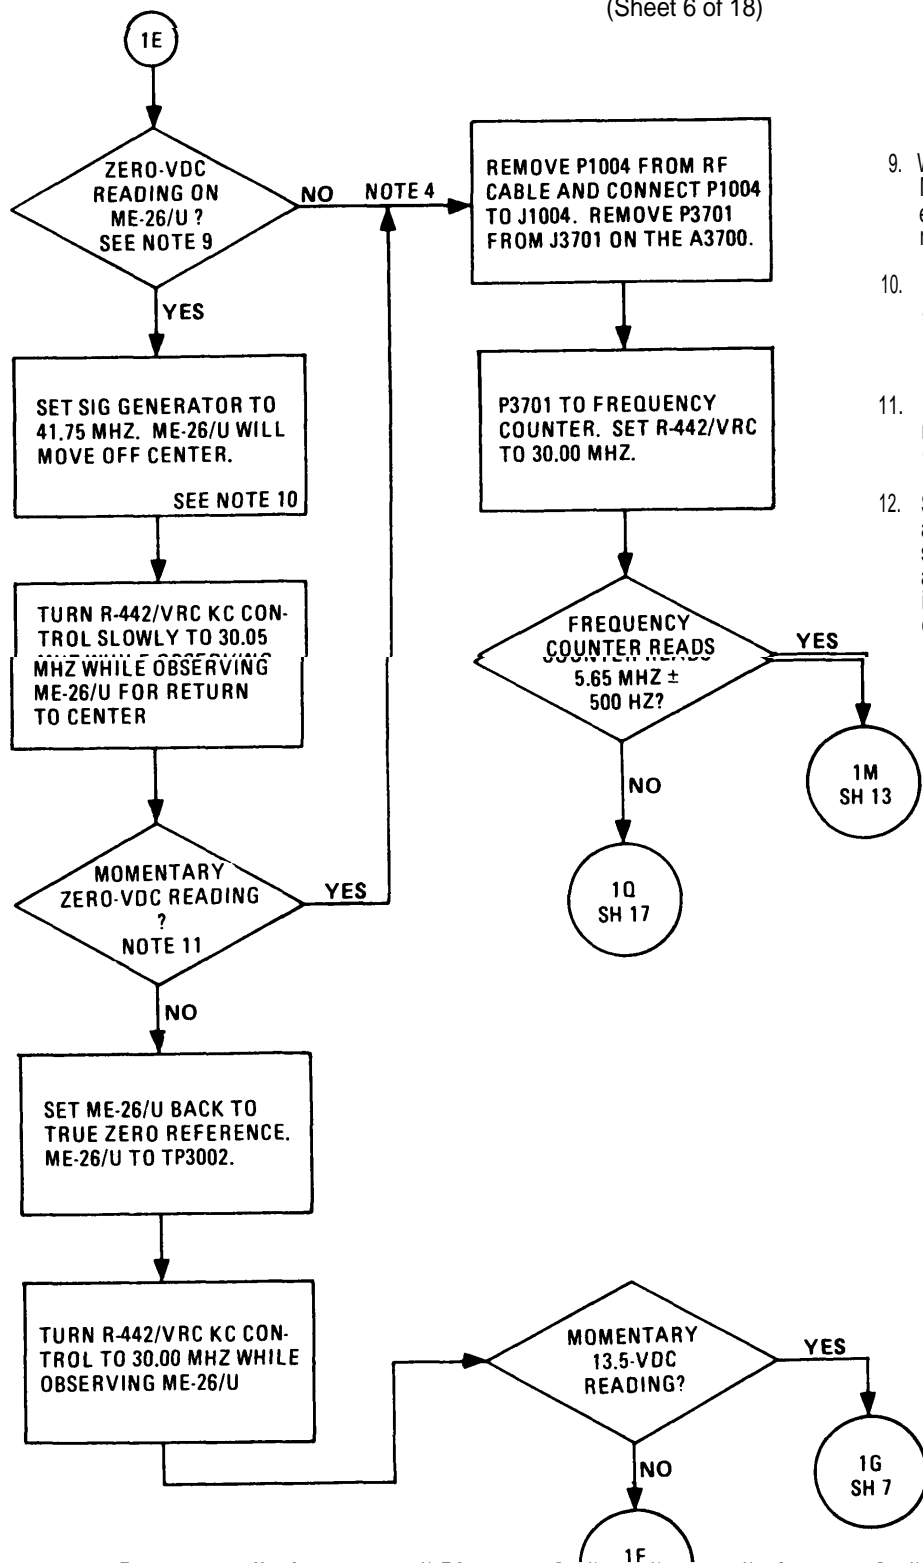 (Sheet 6 of 18)
1E
ZERO-VDC
READING ON
ME-26/U ?
SEE NOTE 9
NO
NOTE 4
YES
REMOVE P1004 FROM RF
CABLE AND CONNECT P1004
TO J1004. REMOVE P3701
FROM J3701 ON THE A3700.
SET SIG GENERATOR TO
41.75 MHZ. ME-26/U WILL
MOVE OFF CENTER.
SEE NOTE 10
P3701 TO FREQUENCY
COUNTER. SET R-442/VRC
TO 30.00 MHZ.
TURN R-442/VRC KC CON-
TROL SLOWLY TO 30.05
MHZ WHILE OBSERVING
ME-26/U FOR RETURN
TO CENTER
FREQUENCY
COUNTER READS
5.65 MHZ ±
500 HZ?
YES
1M
SH 13
NO
1Q
SH 17
MOMENTARY
ZERO-VDC READING
?
NOTE 11
YES
NO
SET ME-26/U BACK TO
TRUE ZERO REFERENCE.
ME-26/U TO TP3002.
TURN R-442/VRC KC CON-
TROL TO 30.00 MHZ WHILE
OBSERVING ME-26/U
MOMENTARY
13.5-VDC
READING?
YES
1G
SH 7
NO
9.
10.
11.
12.